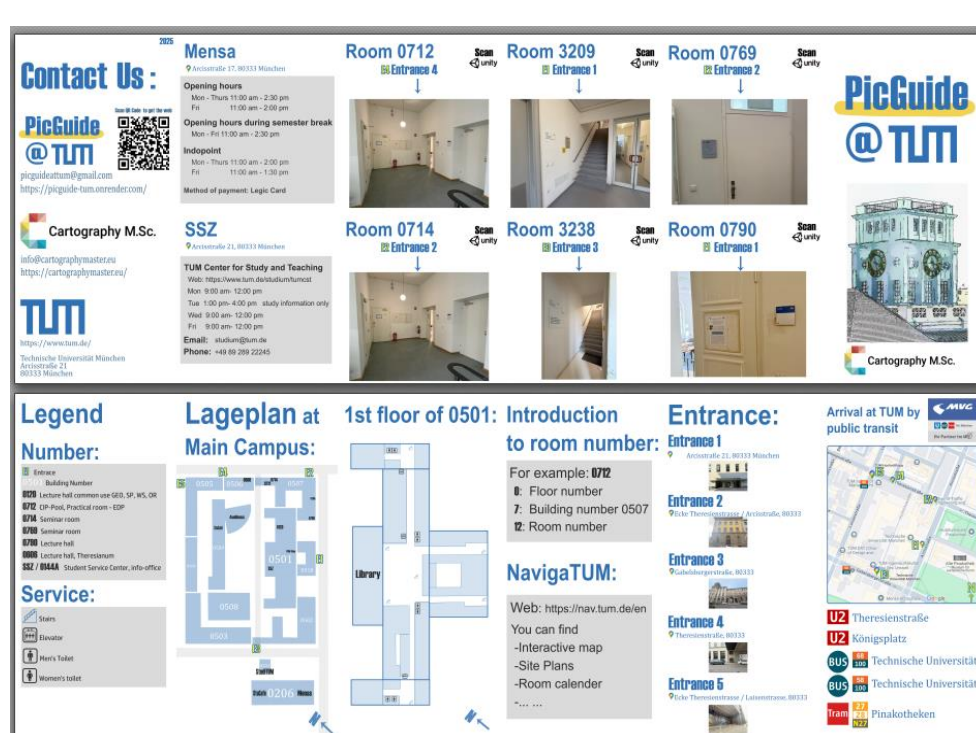 2025
Contact Us :
Scan QR Code to get the web
PicGuide
@ TUM
picguideattum@gmail.com
https://picguide-tum.onrender.com/
Cartography M.Sc.
info@cartographymaster.eu
https://cartographymaster.eu/
TUM
https://www.tum.de/
Technische Universität München
Arcisstraße 21
80333 München
Mensa
Arcisstraße 17, 80333 München
Opening hours
Mon - Thurs 11:00 am - 2:30 pm
Fri 11:00 am - 2:00 pm
Opening hours during semester break
Mon - Fri 11:00 am - 2:30 pm
Indopoint
Mon - Thurs 11:00 am - 2:00 pm
Fri 11:00 am - 1:30 pm
Method of payment: Legic Card
SSZ
Arcisstraße 21, 80333 München
TUM Center for Study and Teaching
Web: https://www.tum.de/studium/tumcst
Mon 9:00 am- 12:00 pm
Tue 1:00 pm- 4:00 pm study information only
Wed 9:00 am- 12:00 pm
Fri 9:00 am- 12:00 pm
Email: studium@tum.de
Phone: +49 89 289 22245
Room 0712
Entrance 4
Scan
unity
Room 3209
Entrance 1
Scan
unity
Room 0769
Entrance 2
Scan
unity
Room 0714
Entrance 2
Scan
unity
Room 3238
Entrance 3
Scan
unity
Room 0790
Entrance 1
Scan
unity
PicGuide
@ TUM
Cartography M.Sc.
Legend
Number:
Entrace
0501 Building Number
0120 Lecture hall common use GEO, SP, WS, OR
0712 CIP-Pool, Practical room - EDP
0714 Seminar room
0769 Seminar room
0790 Lecture hall
0606 Lecture hall, Theresianum
SSZ / 0144A Student Service Center, info-office
Service:
Stairs
Elevator
Men's Toilet
Women's toilet
Lageplan at
Main Campus:
0505
0506
0507
0501
0508
0503
StudiTUM
0206 Mensa
N
1st floor of 0501:
Library
N
Introduction
to room number:
For example: 0712
0: Floor number
7: Building number 0507
12: Room number
NavigaTUM:
Web: https://nav.tum.de/en
You can find
-Interactive map
-Site Plans
-Room calender
-... ...
Entrance:
Entrance 1
Arcisstraße 21, 80333 München
Entrance 2
Ecke Theresienstrasse / Arcisstraße, 80333
Entrance 3
Gabelsbergerstraße, 80333
Entrance 4
Theresienstraße, 80333
Entrance 5
Ecke Theresienstrasse / Luisenstrasse, 80333
Arrival at TUM by
public transit
MVG
U2 Theresienstraße
U2 Königsplatz
BUS 68 100 Technische Universität
BUS 58 100 Technische Universität
Tram 27 28 N27 Pinakotheken